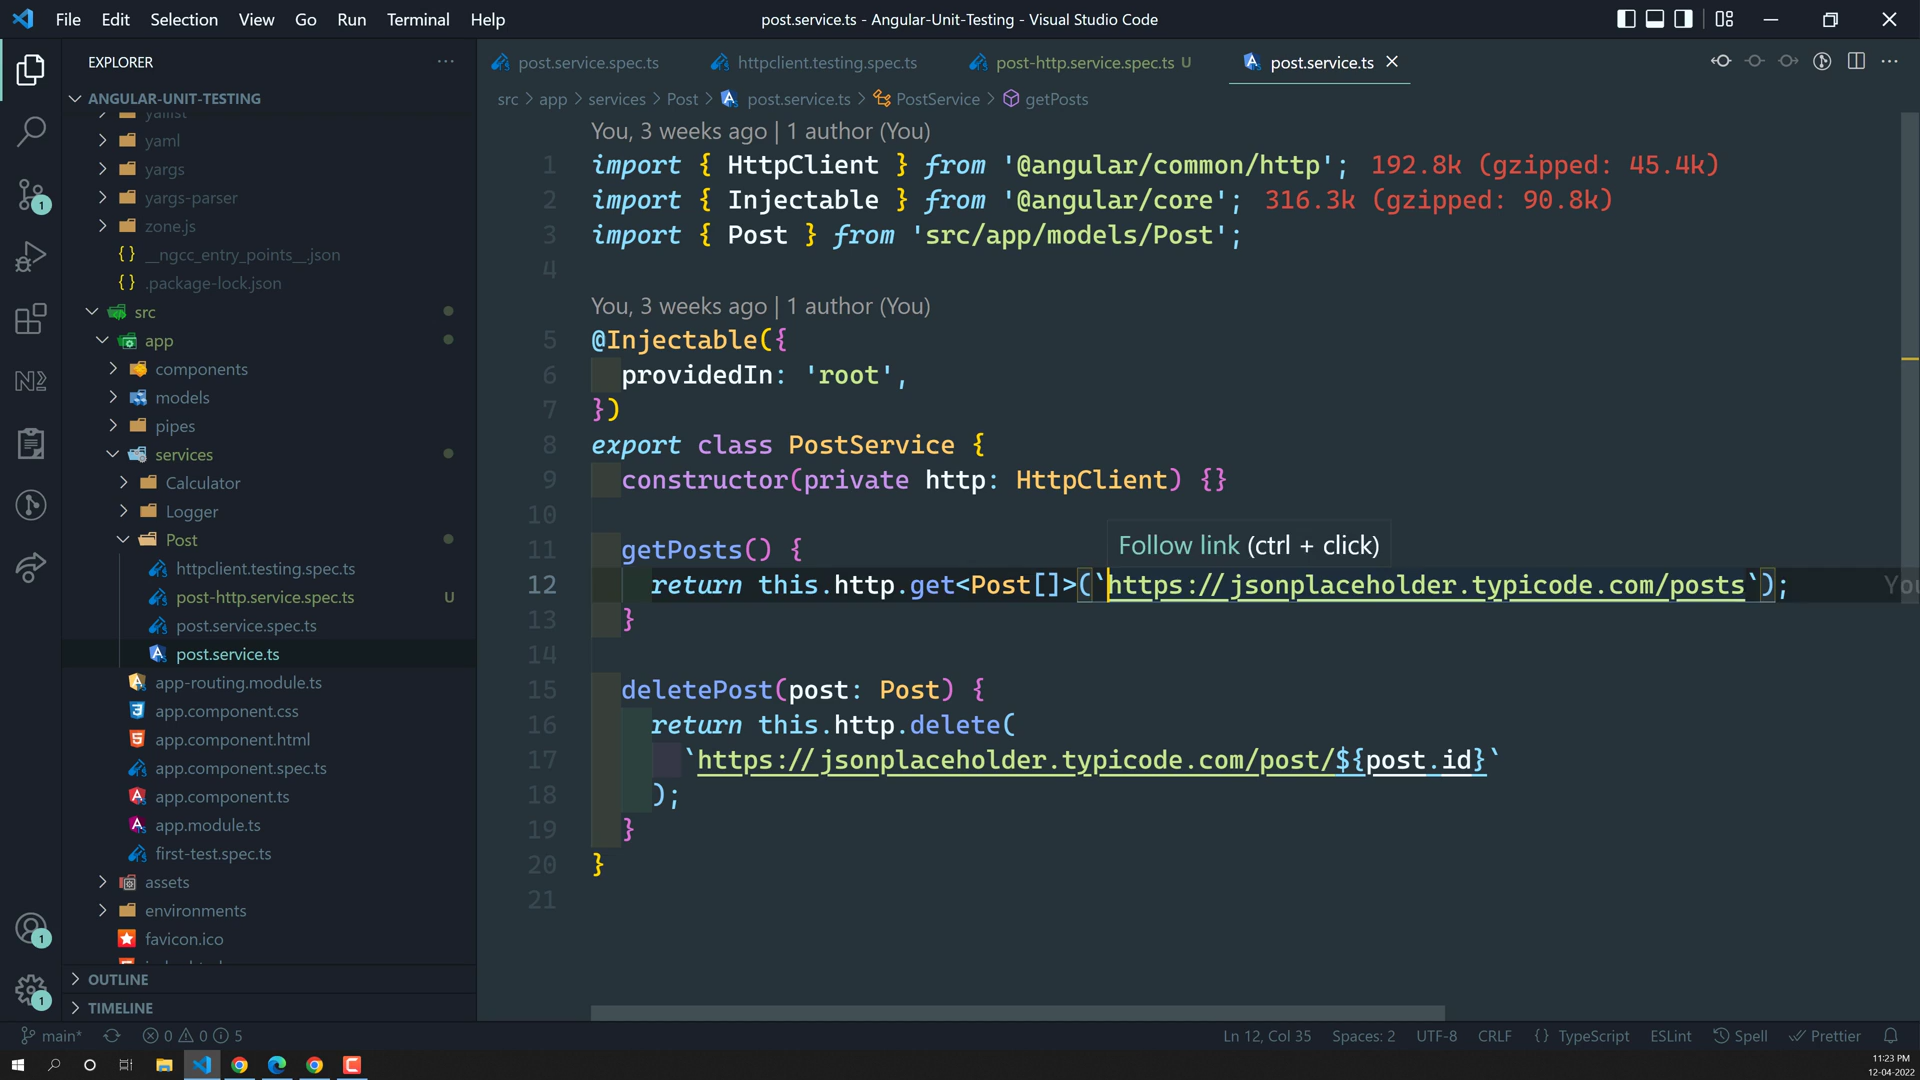 File Edit Selection View Go Run Terminal Help
post.service.ts - Angular-Unit-Testing - Visual Studio Code
EXPLORER
ANGULAR-UNIT-TESTING
yallist
yaml
yargs
yargs-parser
zone.js
{} __ngcc_entry_points__.json
{} .package-lock.json
src
app
components
models
pipes
services
Calculator
Logger
Post
httpclient.testing.spec.ts
post-http.service.spec.ts U
post.service.spec.ts
post.service.ts
app-routing.module.ts
app.component.css
app.component.html
app.component.spec.ts
app.component.ts
app.module.ts
first-test.spec.ts
assets
environments
favicon.ico
OUTLINE
TIMELINE
post.service.spec.ts httpclient.testing.spec.ts post-http.service.spec.ts U post.service.ts
src > app > services > Post > post.service.ts > PostService > getPosts
You, 3 weeks ago | 1 author (You)
1 import { HttpClient } from '@angular/common/http'; 192.8k (gzipped: 45.4k)
2 import { Injectable } from '@angular/core'; 316.3k (gzipped: 90.8k)
3 import { Post } from 'src/app/models/Post';
4
You, 3 weeks ago | 1 author (You)
5 @Injectable({
6 providedIn: 'root',
7 })
8 export class PostService {
9 constructor(private http: HttpClient) {}
10
11 getPosts() {
Follow link (ctrl + click)
12 return this.http.get<Post[]>(`https://jsonplaceholder.typicode.com/posts`);
13 }
14
15 deletePost(post: Post) {
16 return this.http.delete(
17 `https://jsonplaceholder.typicode.com/post/${post.id}`
18 );
19 }
20 }
21
main* 0 0 5
Ln 12, Col 35 Spaces: 2 UTF-8 CRLF {} TypeScript ESLint Spell Prettier
11:23 PM
12-04-2022